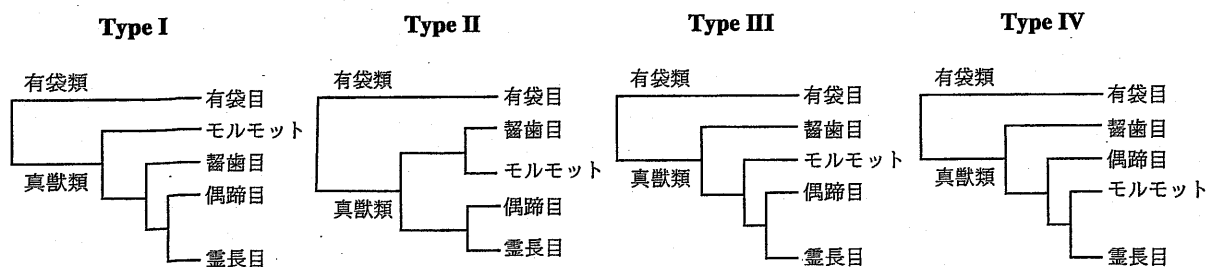 Type I
有袋類
有袋目
モルモット
齧歯目
真獣類
偶蹄目
霊長目
Type II
有袋類
有袋目
齧歯目
モルモット
真獣類
偶蹄目
霊長目
Type III
有袋類
有袋目
齧歯目
モルモット
真獣類
偶蹄目
霊長目
Type IV
有袋類
有袋目
齧歯目
偶蹄目
真獣類
モルモット
霊長目